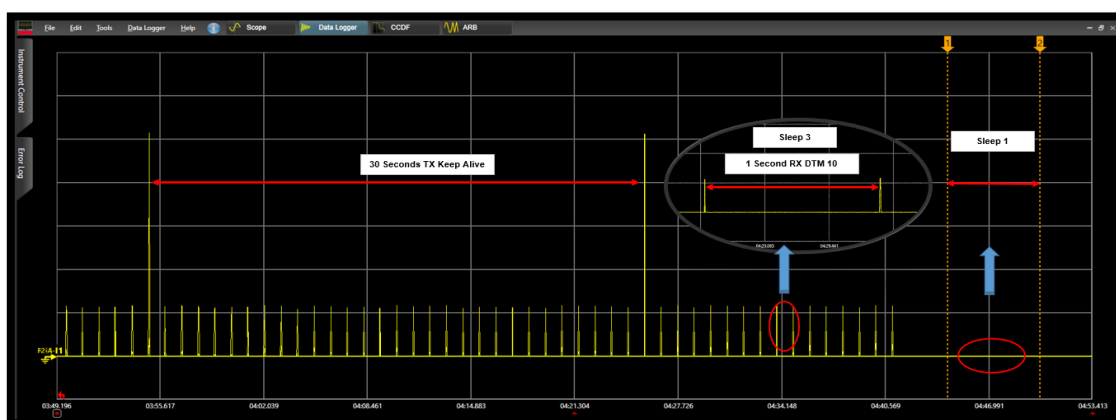 File Edit Tools Data Logger Help Scope Data Logger CCDF ARB
Instrument Control
Error Log
1 2
Sleep 3
Sleep 1
30 Seconds TX Keep Alive
1 Second RX DTM 10
I1
03:49.196 03:55.617 04:02.039 04:08.461 04:14.883 04:21.304 04:27.726 04:34.148 04:40.569 04:46.991 04:53.413